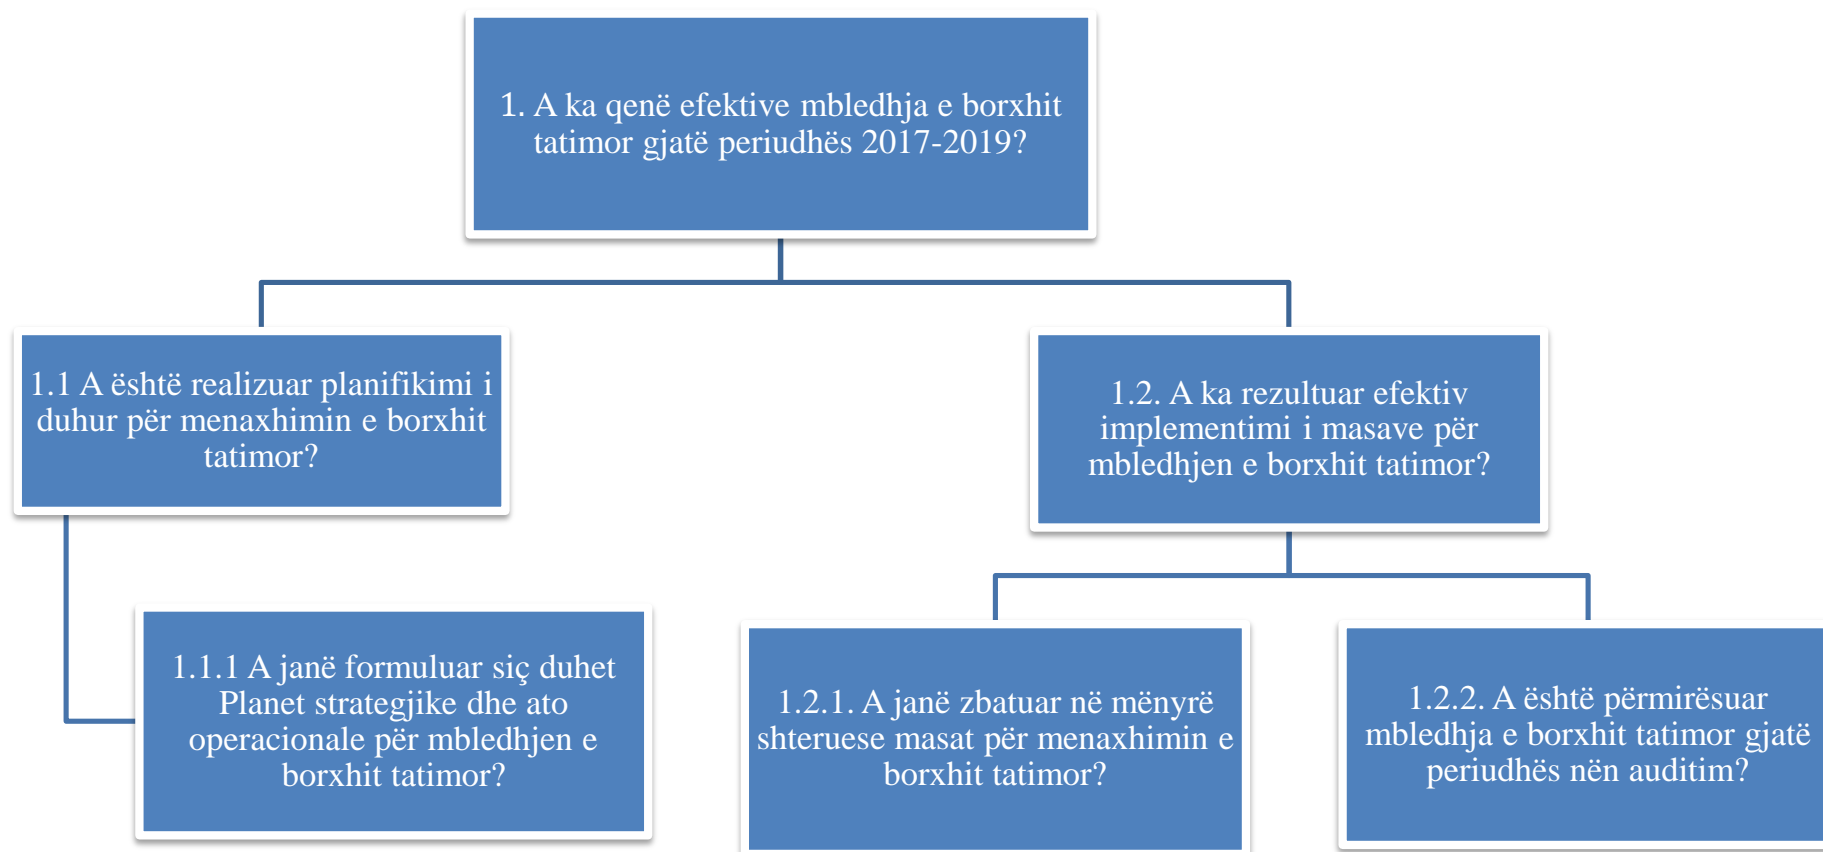 1. A ka qenë efektive mbledhja e borxhit
tatimor gjatë periudhës 2017-2019?
1.1 A është realizuar planifikimi i
duhur për menaxhimin e borxhit
tatimor?
1.2. A ka rezultuar efektiv
implementimi i masave për
mbledhjen e borxhit tatimor?
1.1.1 A janë formuluar siç duhet
Planet strategjike dhe ato
operacionale për mbledhjen e
borxhit tatimor?
1.2.1. A janë zbatuar në mënyrë
shteruese masat për menaxhimin e
borxhit tatimor?
1.2.2. A është përmirësuar
mbledhja e borxhit tatimor gjatë
periudhës nën auditim?